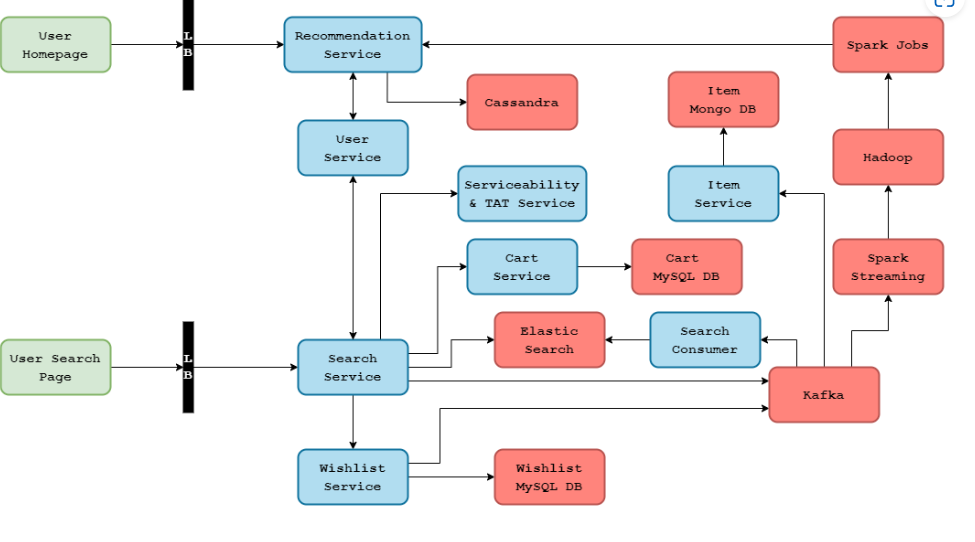 User
Homepage
L
B
Recommendation
Service
Spark Jobs
Cassandra
Item
Mongo DB
User
Service
Hadoop
Serviceability
& TAT Service
Item
Service
Cart
Service
Cart
MySQL DB
Spark
Streaming
Elastic
Search
Search
Consumer
User Search
Page
L
B
Search
Service
Kafka
Wishlist
Service
Wishlist
MySQL DB